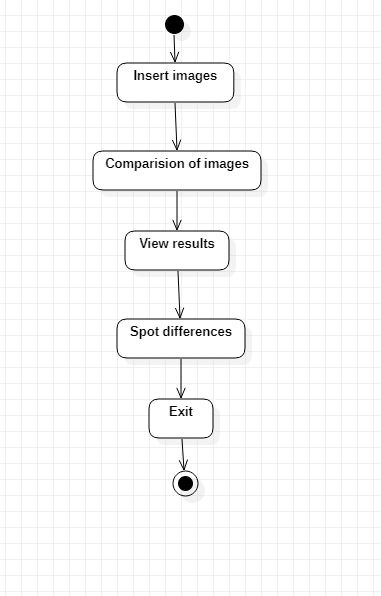 Insert images
Comparision of images
View results
Spot differences
Exit